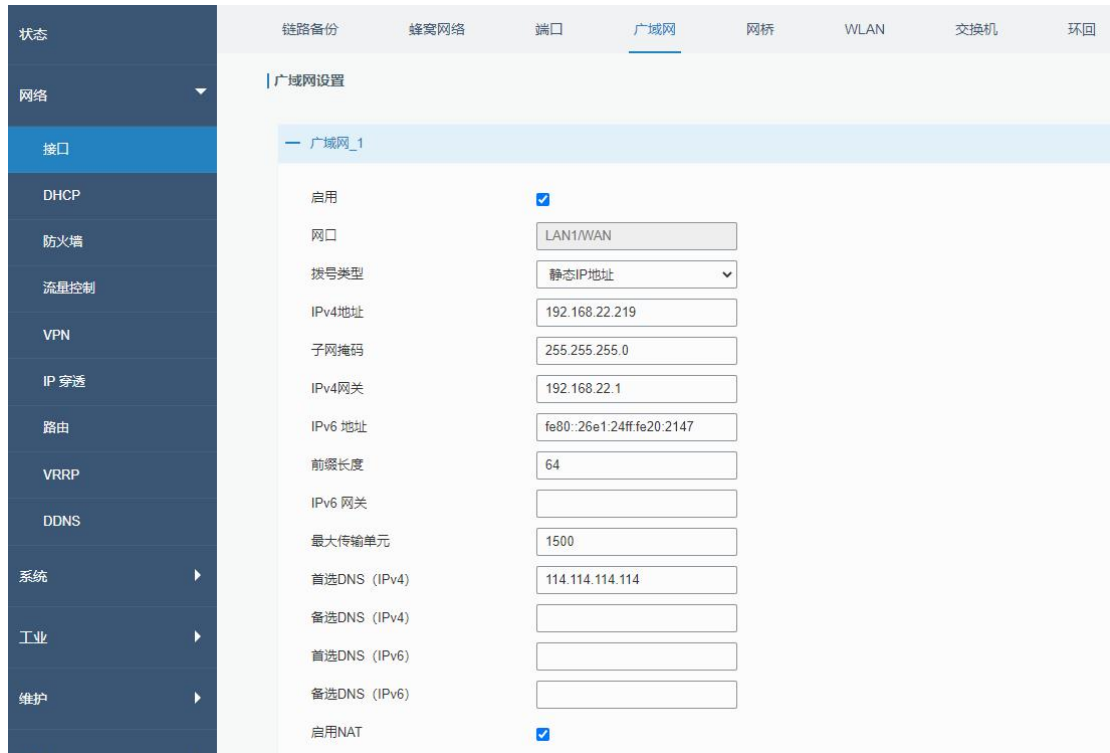 状态
网络
接口
DHCP
防火墙
流量控制
VPN
IP 穿透
路由
VRRP
DDNS
系统
工业
维护
链路备份 蜂窝网络 端口 广域网 网桥 WLAN 交换机 环回
广域网设置
广域网_1
启用
网口 LAN1/WAN
拨号类型 静态IP地址
IPv4地址 192.168.22.219
子网掩码 255.255.255.0
IPv4网关 192.168.22.1
IPv6 地址 fe80::26e1:24ff:fe20:2147
前缀长度 64
IPv6 网关
最大传输单元 1500
首选DNS（IPv4） 114.114.114.114
备选DNS（IPv4）
首选DNS（IPv6）
备选DNS（IPv6）
启用NAT